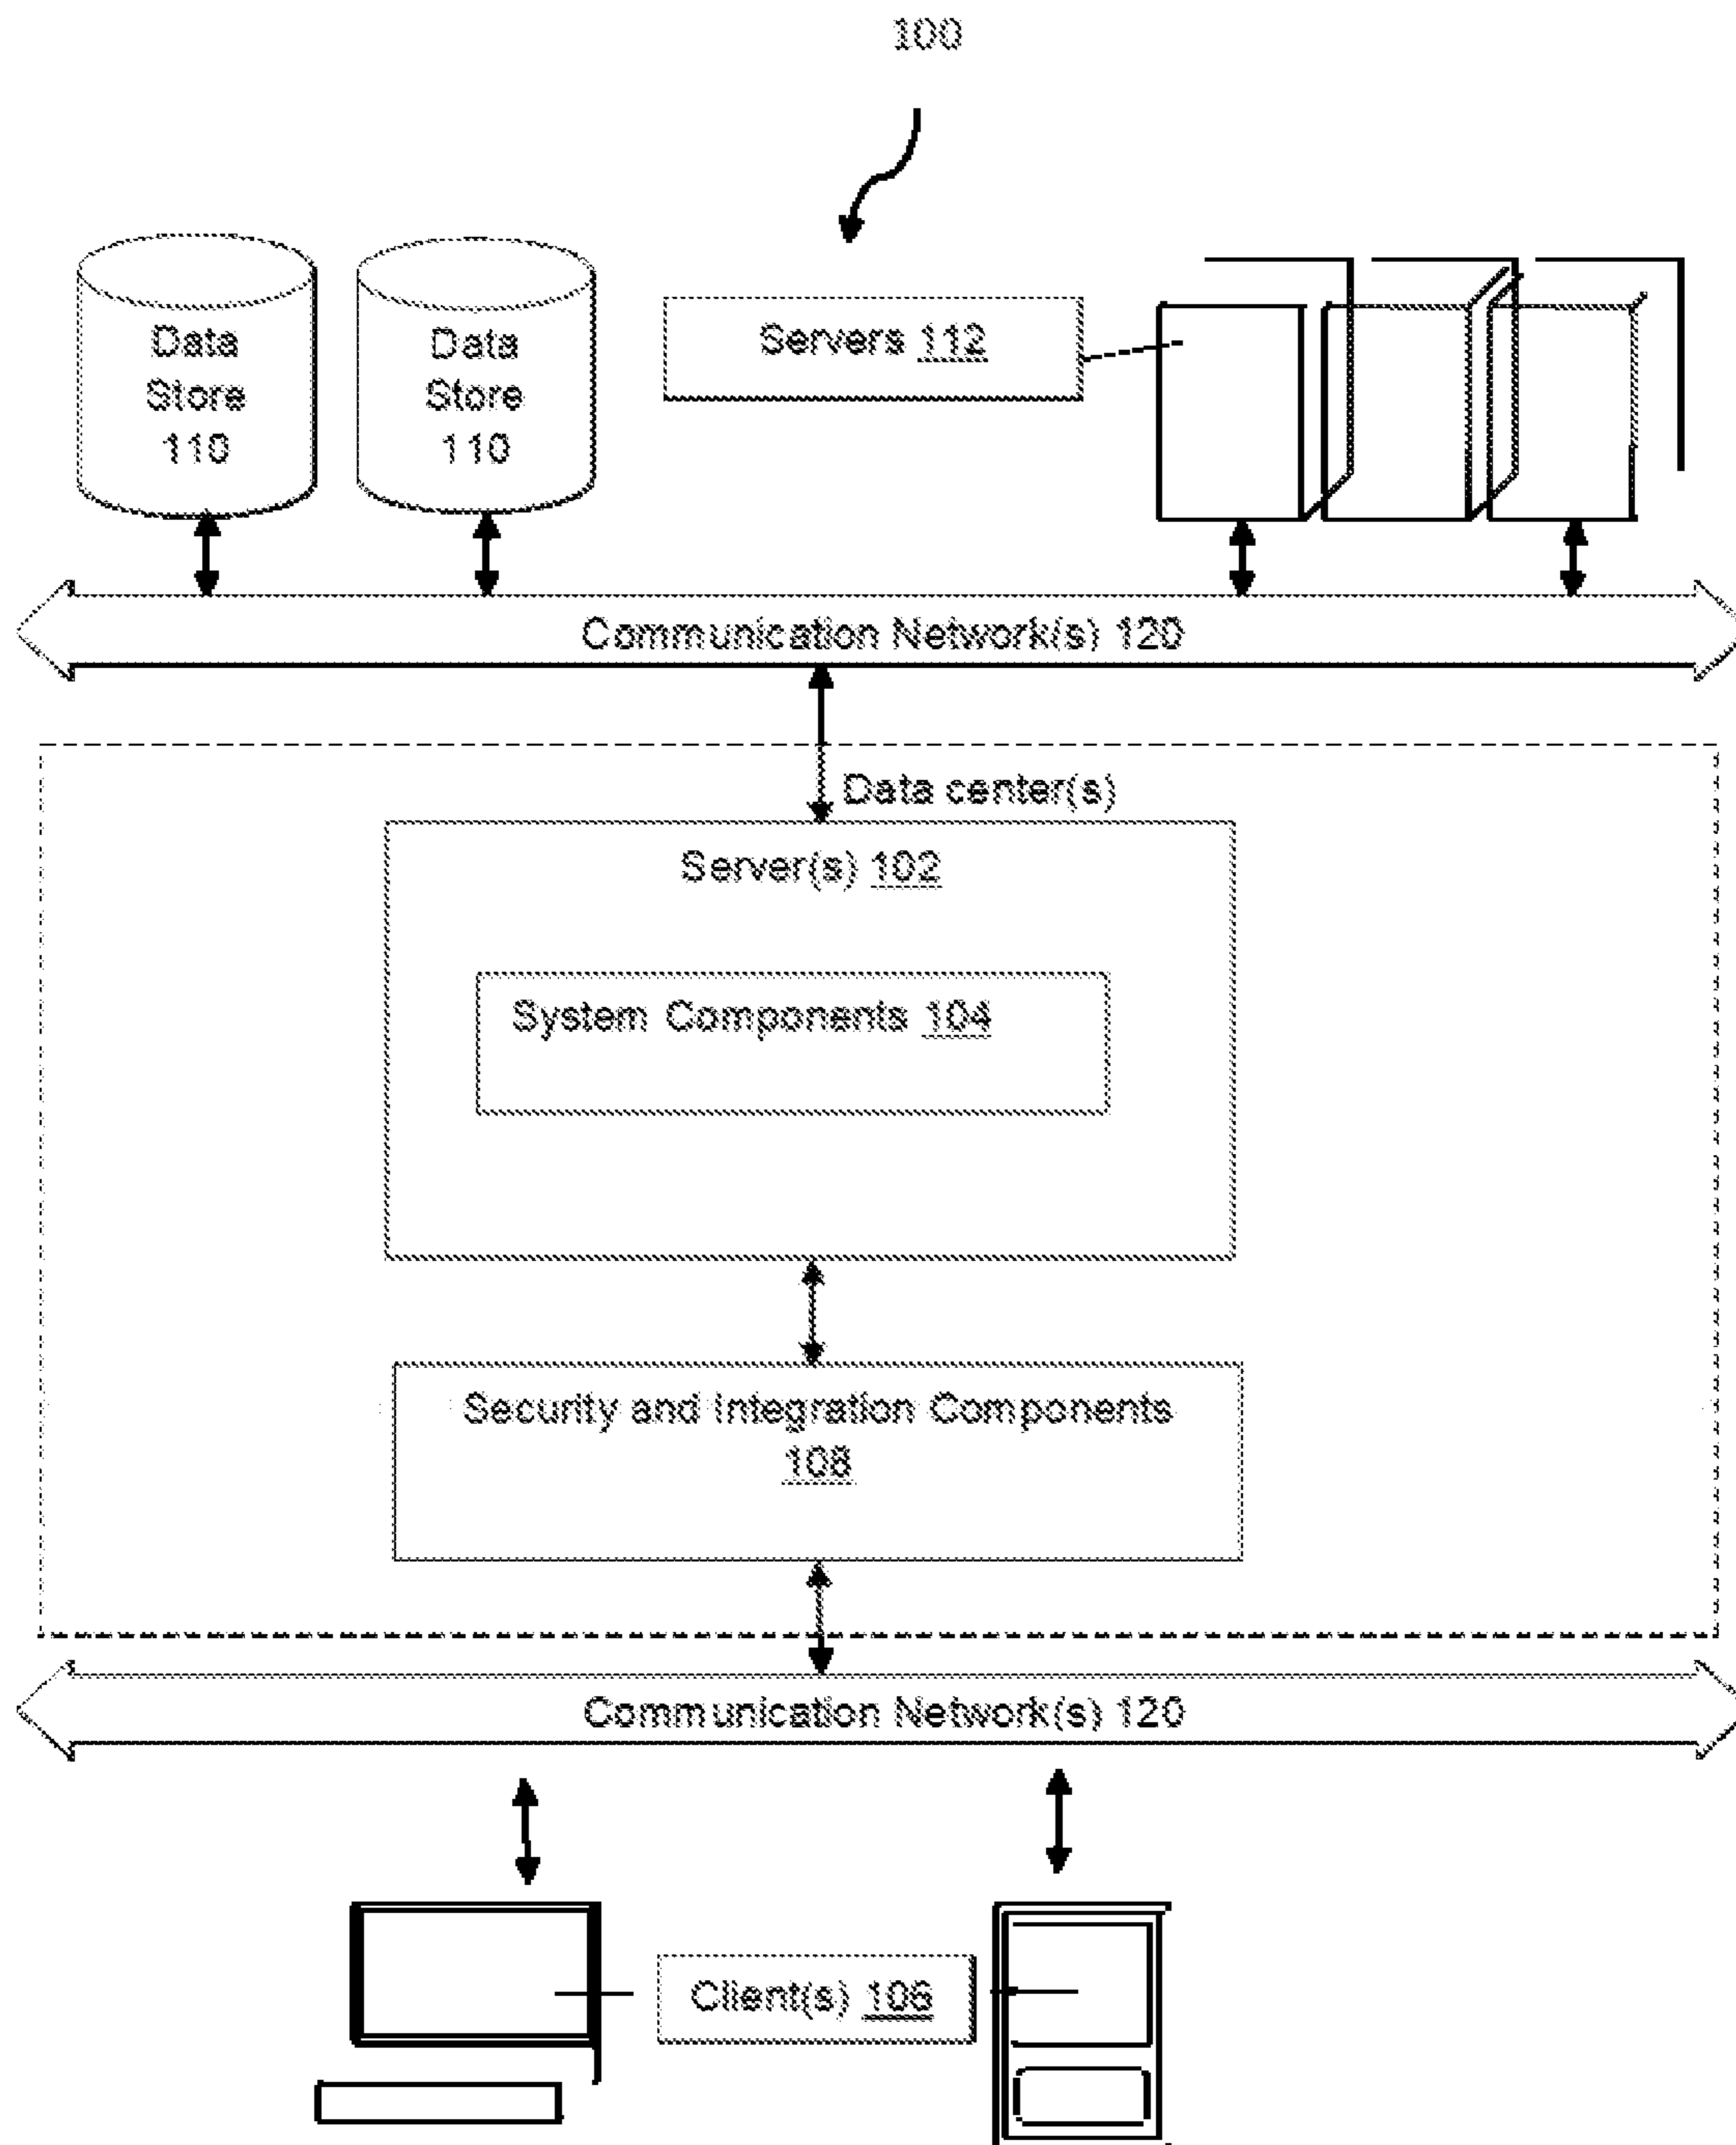 100
Data
Store
110
Data
Store
110
Servers 112
Communication Network(s) 120
Data center(s)
Server(s) 102
System Components 104
Security and Integration Components
108
Communication Network(s) 120
Client(s) 106